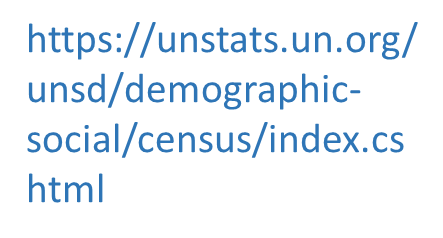 https://unstats.un.org/
unsd/demographic-
social/census/index.cs
html